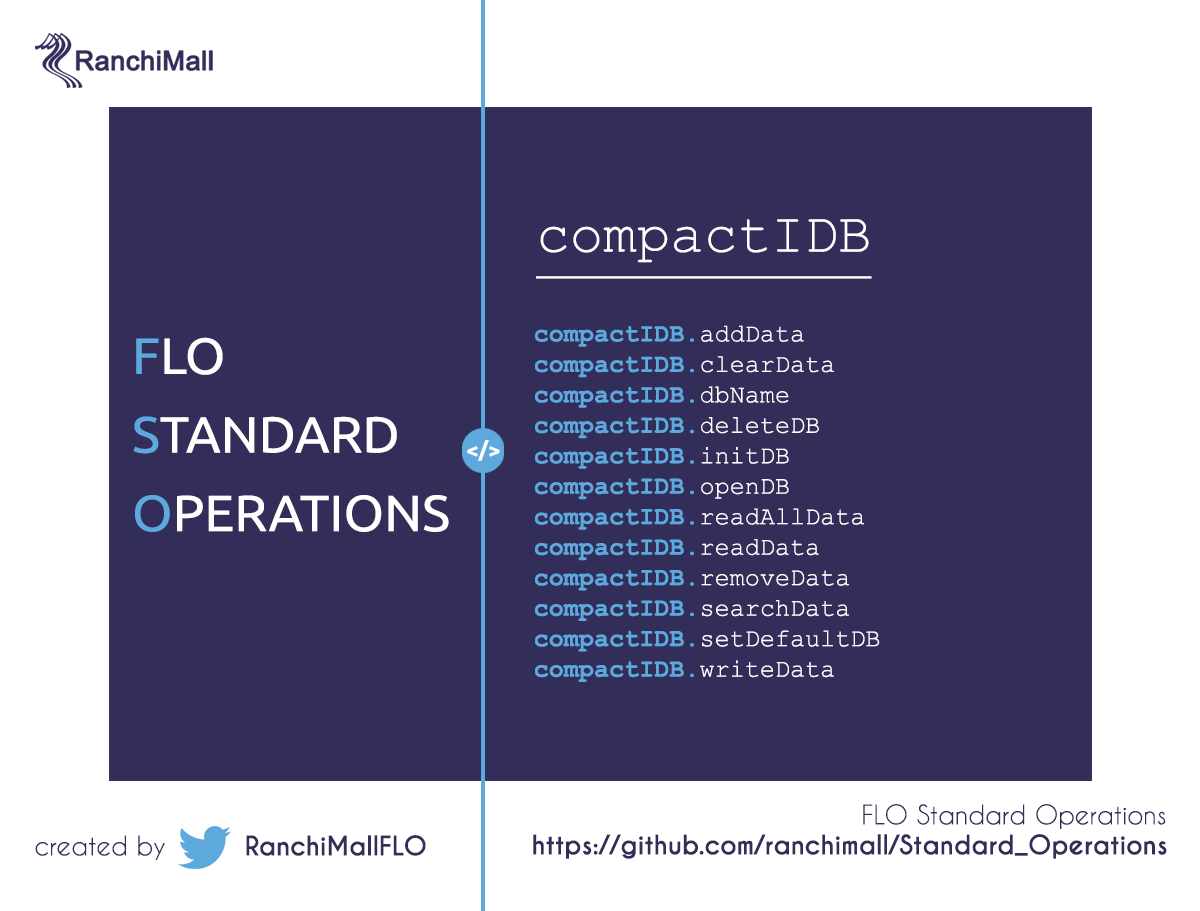 RanchiMall
FLO
STANDARD
OPERATIONS
</>
compactIDB
compactIDB.addData
compactIDB.clearData
compactIDB.dbName
compactIDB.deleteDB
compactIDB.initDB
compactIDB.openDB
compactIDB.readAllData
compactIDB.readData
compactIDB.removeData
compactIDB.searchData
compactIDB.setDefaultDB
compactIDB.writeData
created by RanchiMallFLO
FLO Standard Operations
https://github.com/ranchimall/Standard_Operations